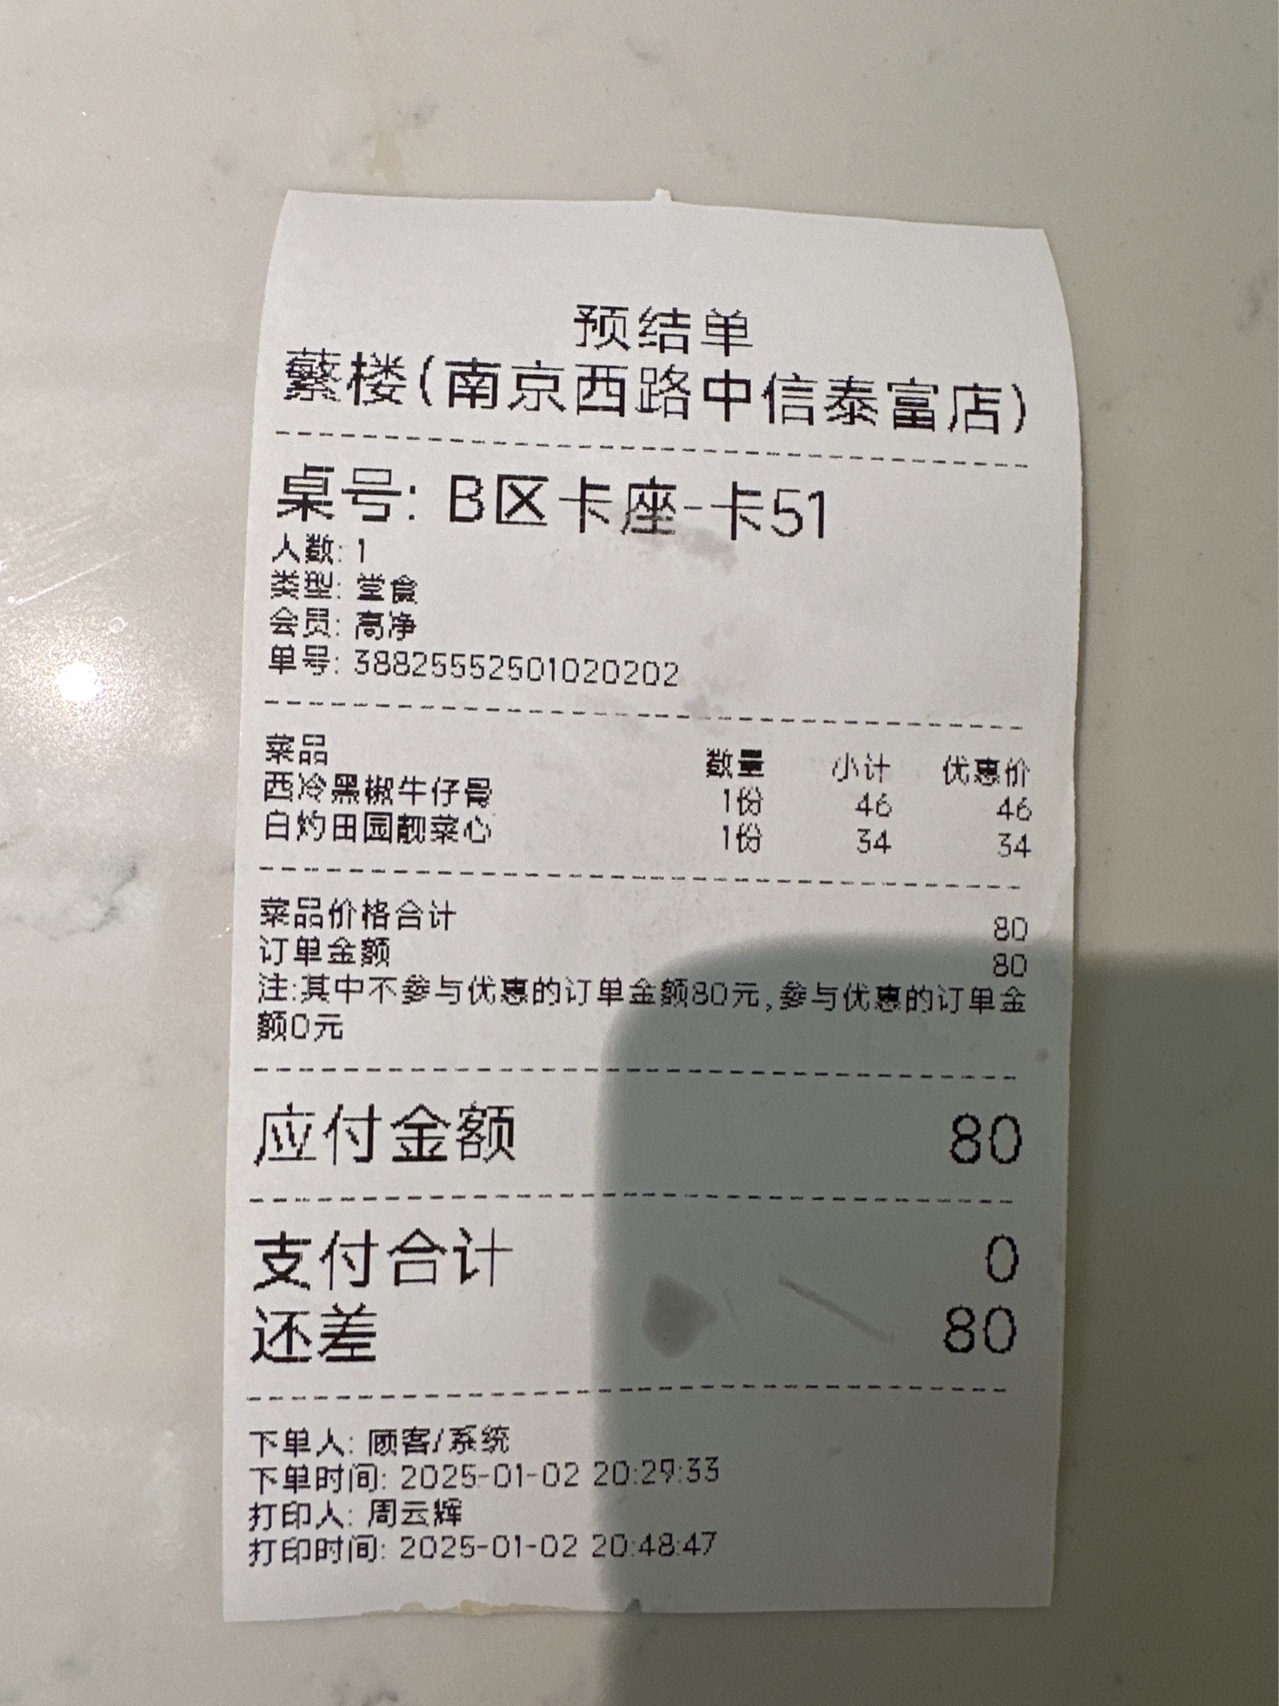 预结单
蘩楼(南京西路中信泰富店)
桌号: B区卡座-卡51
人数: 1
类型: 堂食
会员: 高净
单号: 38825552501020202
菜品 数量 小计 优惠价
西冷黑椒牛仔骨 1份 46 46
白灼田园靓菜心 1份 34 34
菜品价格合计 80
订单金额 80
注:其中不参与优惠的订单金额80元,参与优惠的订单金
额0元
应付金额 80
支付合计 0
还差 80
下单人: 顾客/系统
下单时间: 2025-01-02 20:29:33
打印人: 周云辉
打印时间: 2025-01-02 20:48:47